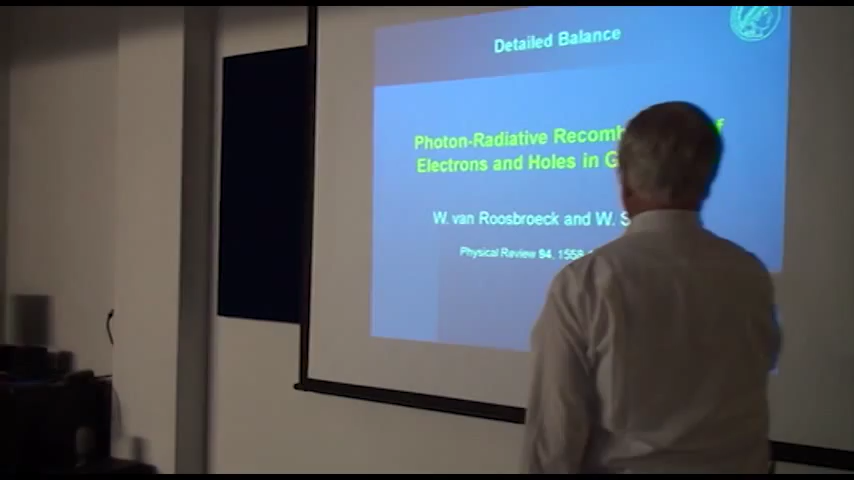 Detailed Balance
Photon-Radiative Recomb f
Electrons and Holes in G
W. van Roosbroeck and W. S
Physical Review 94, 1558